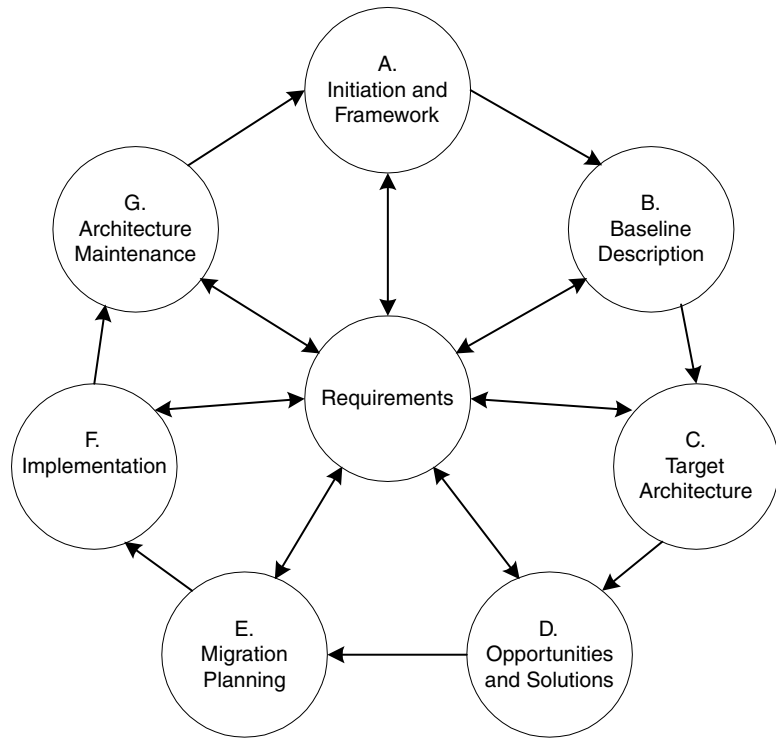 A.
Initiation and
Framework
B.
Baseline
Description
C.
Target
Architecture
D.
Opportunities
and Solutions
E.
Migration
Planning
F.
Implementation
G.
Architecture
Maintenance
Requirements